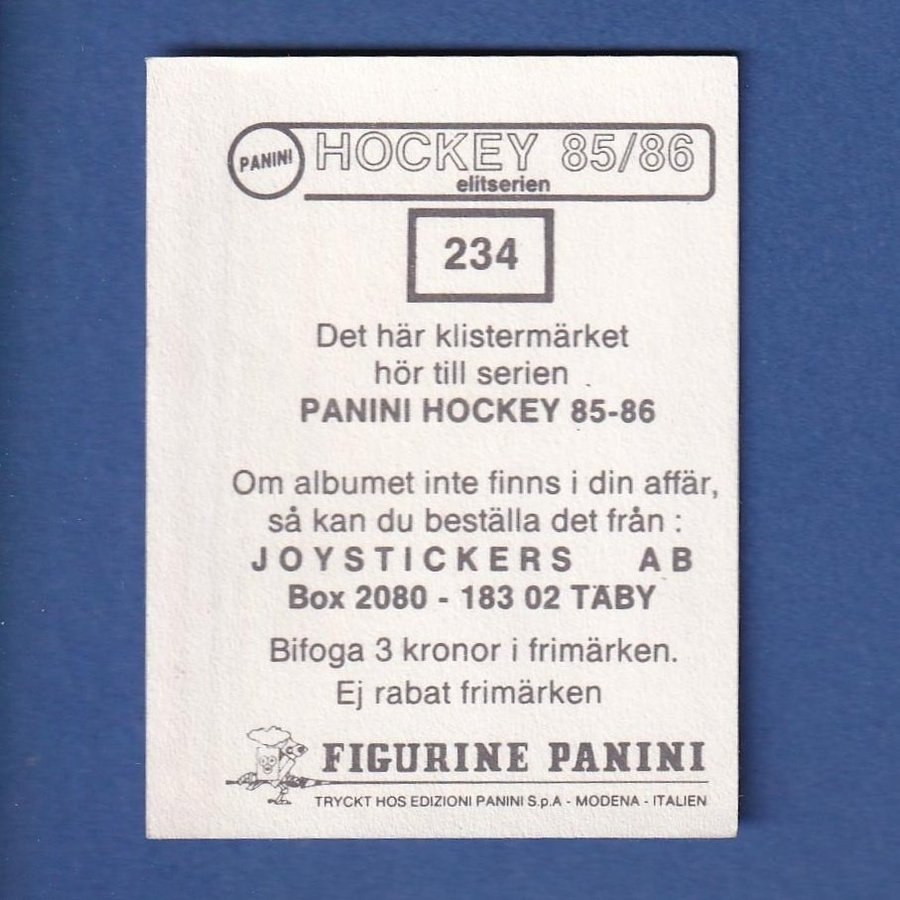 PANINI
HOCKEY 85/86
elitserien
234
Det här klistermärket
hör till serien .
PANINI HOCKEY 85-86
Om albumet inte finns i din affär,
så kan du beställa det från :
JOYSTICKERS AB
Box 2080 - 183 02 TÄBY
Bifoga 3 kronor i frimärken.
Ej rabat frimärken
FIGURINE PANINI
TRYCKT HOS EDIZIONI PANINI S.p.A - MODENA - ITALIEN